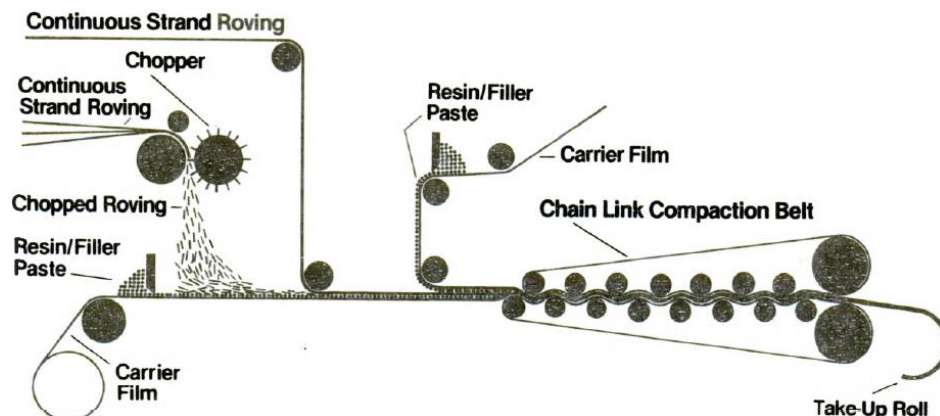 Continuous Strand Roving
Chopper
Continuous
Strand Roving
Resin/Filler
Paste
Carrier Film
Chopped Roving
Chain Link Compaction Belt
Resin/Filler
Paste
Carrier
Film
Take-Up Roll